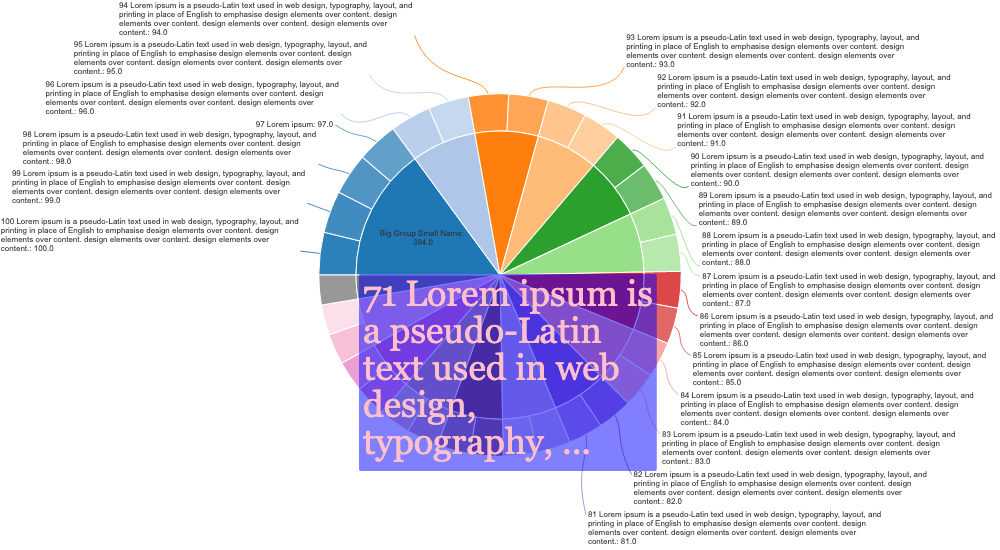 94 Lorem ipsum is a pseudo-Latin text used in web design, typography, layout, and
printing in place of English to emphasise design elements over content. design
elements over content. design elements over content. design elements over
content.: 94.0
95 Lorem ipsum is a pseudo-Latin text used in web design, typography, layout, and
printing in place of English to emphasise design elements over content. design
elements over content. design elements over content. design elements over
content.: 95.0
96 Lorem ipsum is a pseudo-Latin text used in web design, typography, layout, and
printing in place of English to emphasise design elements over content. design
elements over content. design elements over content. design elements over
content.: 96.0
97 Lorem ipsum: 97.0
98 Lorem ipsum is a pseudo-Latin text used in web design, typography, layout, and
printing in place of English to emphasise design elements over content. design
elements over content. design elements over content. design elements over
content.: 98.0
99 Lorem ipsum is a pseudo-Latin text used in web design, typography, layout, and
printing in place of English to emphasise design elements over content. design
elements over content. design elements over content. design elements over
content.: 99.0
100 Lorem ipsum is a pseudo-Latin text used in web design, typography, layout, and
printing in place of English to emphasise design elements over content. design
elements over content. design elements over content. design elements over
content.: 100.0
Big Group Small Name:
394.0
71 Lorem ipsum is
a pseudo-Latin
text used in web
design,
typography, ...
93 Lorem ipsum is a pseudo-Latin text used in web design, typography, layout, and
printing in place of English to emphasise design elements over content. design
elements over content. design elements over content. design elements over
content.: 93.0
92 Lorem ipsum is a pseudo-Latin text used in web design, typography, layout, and
printing in place of English to emphasise design elements over content. design
elements over content. design elements over content. design elements over
content.: 92.0
91 Lorem ipsum is a pseudo-Latin text used in web design, typography, layout, and
printing in place of English to emphasise design elements over content. design
elements over content. design elements over content. design elements over
content.: 91.0
90 Lorem ipsum is a pseudo-Latin text used in web design, typography, layout, and
printing in place of English to emphasise design elements over content. design
elements over content. design elements over content. design elements over
content.: 90.0
89 Lorem ipsum is a pseudo-Latin text used in web design, typography, layout, and
printing in place of English to emphasise design elements over content. design
elements over content. design elements over content. design elements over
content.: 89.0
88 Lorem ipsum is a pseudo-Latin text used in web design, typography, layout, and
printing in place of English to emphasise design elements over content. design
elements over content. design elements over content. design elements over
content.: 88.0
87 Lorem ipsum is a pseudo-Latin text used in web design, typography, layout, and
printing in place of English to emphasise design elements over content. design
elements over content. design elements over content. design elements over
content.: 87.0
86 Lorem ipsum is a pseudo-Latin text used in web design, typography, layout, and
printing in place of English to emphasise design elements over content. design
elements over content. design elements over content. design elements over
content.: 86.0
85 Lorem ipsum is a pseudo-Latin text used in web design, typography, layout, and
printing in place of English to emphasise design elements over content. design
elements over content. design elements over content. design elements over
content.: 85.0
84 Lorem ipsum is a pseudo-Latin text used in web design, typography, layout, and
printing in place of English to emphasise design elements over content. design
elements over content. design elements over content. design elements over
content.: 84.0
83 Lorem ipsum is a pseudo-Latin text used in web design, typography, layout, and
printing in place of English to emphasise design elements over content. design
elements over content. design elements over content. design elements over
content.: 83.0
82 Lorem ipsum is a pseudo-Latin text used in web design, typography, layout, and
printing in place of English to emphasise design elements over content. design
elements over content. design elements over content. design elements over
content.: 82.0
81 Lorem ipsum is a pseudo-Latin text used in web design, typography, layout, and
printing in place of English to emphasise design elements over content. design
elements over content. design elements over content. design elements over
content.: 81.0